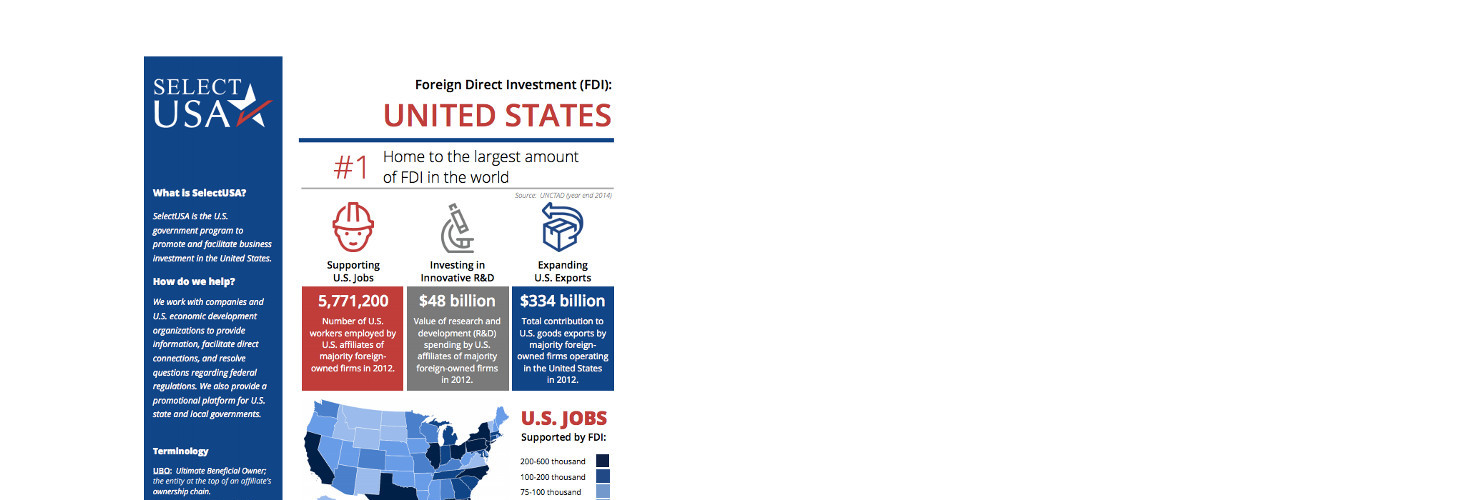 SELECT
USA
What is SelectUSA?
SelectUSA is the U.S.
government program to
promote and facilitate business
investment in the United States.
How do we help?
We work with companies and
U.S. economic development
organizations to provide
information, facilitate direct
connections, and resolve
questions regarding federal
regulations. We also provide a
promotional platform for U.S.
state and local governments.
Terminology
UBO: Ultimate Beneficial Owner;
the entity at the top of an affiliate's
ownership chain.
Foreign Direct Investment (FDI):
UNITED STATES
#1
Home to the largest amount
of FDI in the world
Source: UNCTAD (year end 2014)
Supporting
U.S. Jobs
5,771,200
Number of U.S.
workers employed by
U.S. affiliates of
majority foreign-
owned firms in 2012.
Investing in
Innovative R&D
$48 billion
Value of research and
development (R&D)
spending by U.S.
affiliates of majority
foreign-owned firms
in 2012.
Expanding
U.S. Exports
$334 billion
Total contribution to
U.S. goods exports by
majority foreign-
owned firms operating
in the United States
in 2012.
U.S. JOBS
Supported by FDI:
200-600 thousand
100-200 thousand
75-100 thousand